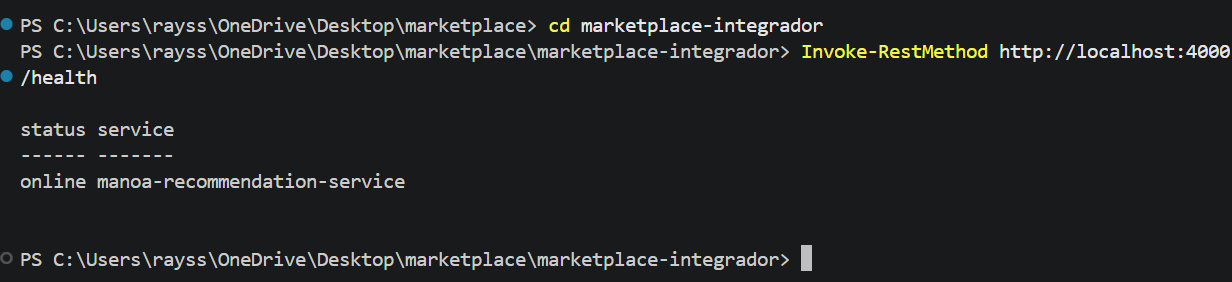 PS C:\Users\rayss\OneDrive\Desktop\marketplace> cd marketplace-integrador
PS C:\Users\rayss\OneDrive\Desktop\marketplace\marketplace-integrador> Invoke-RestMethod http://localhost:4000
/health
status service
------ -------
online manoa-recommendation-service
PS C:\Users\rayss\OneDrive\Desktop\marketplace\marketplace-integrador>